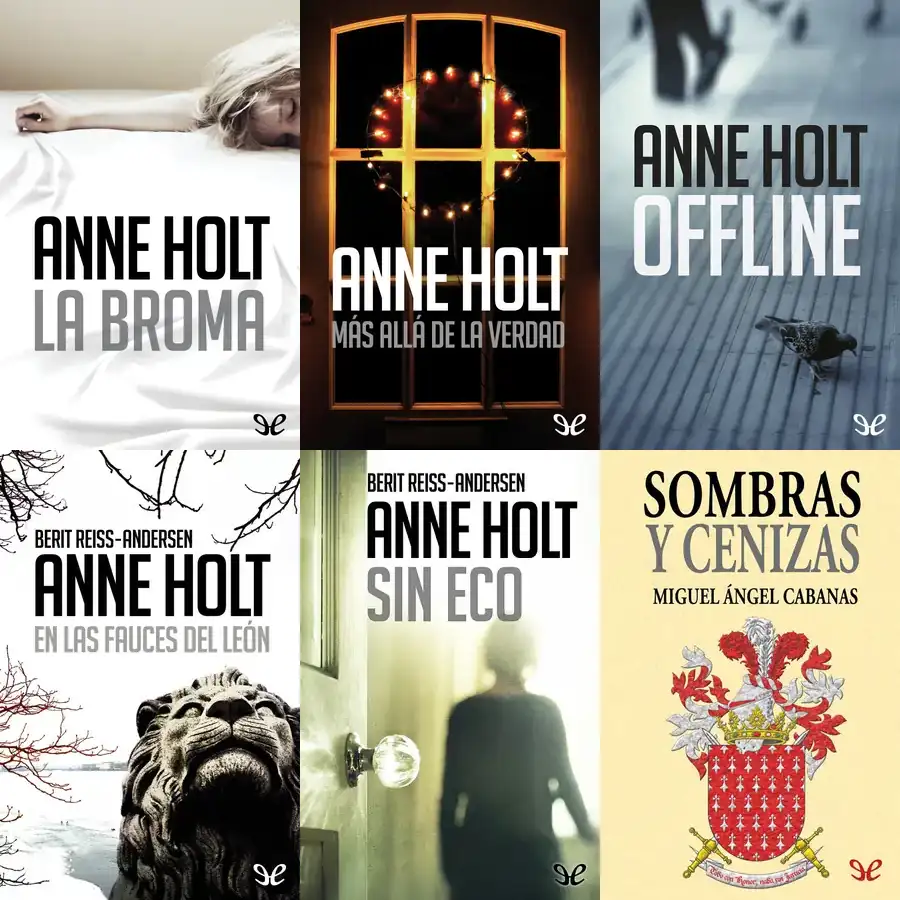 ANNE HOLT
LA BROMA
ANNE HOLT
MÁS ALLÁ DE LA VERDAD
ANNE HOLT
OFFLINE
BERIT REISS-ANDERSEN
ANNE HOLT
EN LAS FAUCES DEL LEÓN
BERIT REISS-ANDERSEN
ANNE HOLT
SIN ECO
SOMBRAS
Y CENIZAS
MIGUEL ÁNGEL CABANAS